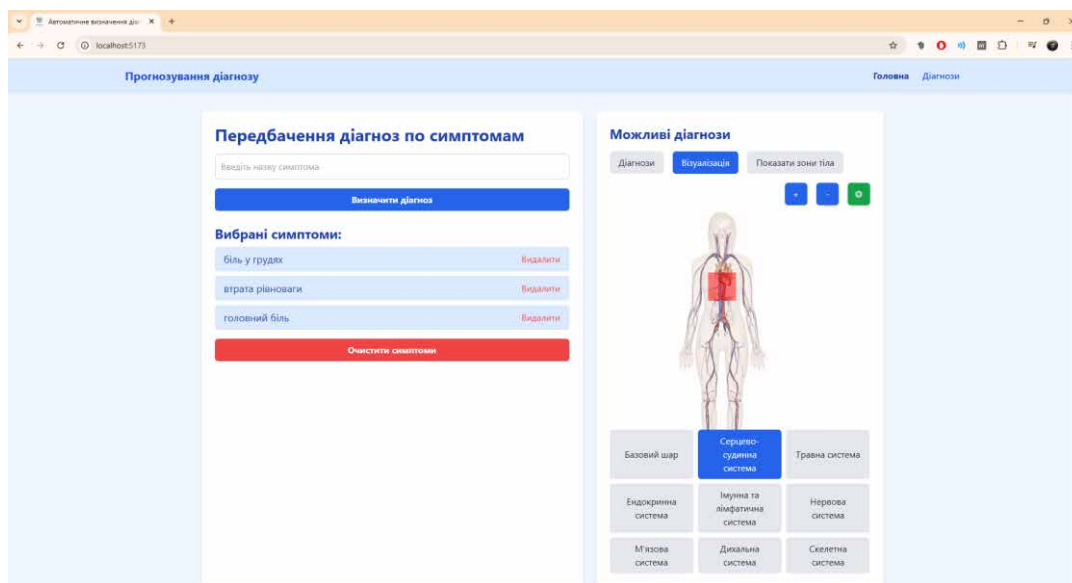 Автоматичне визначення діаг
localhost:5173
Прогнозування діагнозу
Головна
Діагнози
Передбачення діагноз по симптомам
Введіть назву симптома
Визначити діагноз
Вибрані симптоми:
біль у грудях
Видалити
втрата рівноваги
Видалити
головний біль
Видалити
Очистити симптоми
Можливі діагнози
Діагнози
Візуалізація
Показати зони тіла
+
-
Базовий шар
Серцево-
судинна
система
Травна система
Ендокринна
система
Імунна та
лімфатична
система
Нервова
система
М'язова
система
Дихальна
система
Скелетна
система